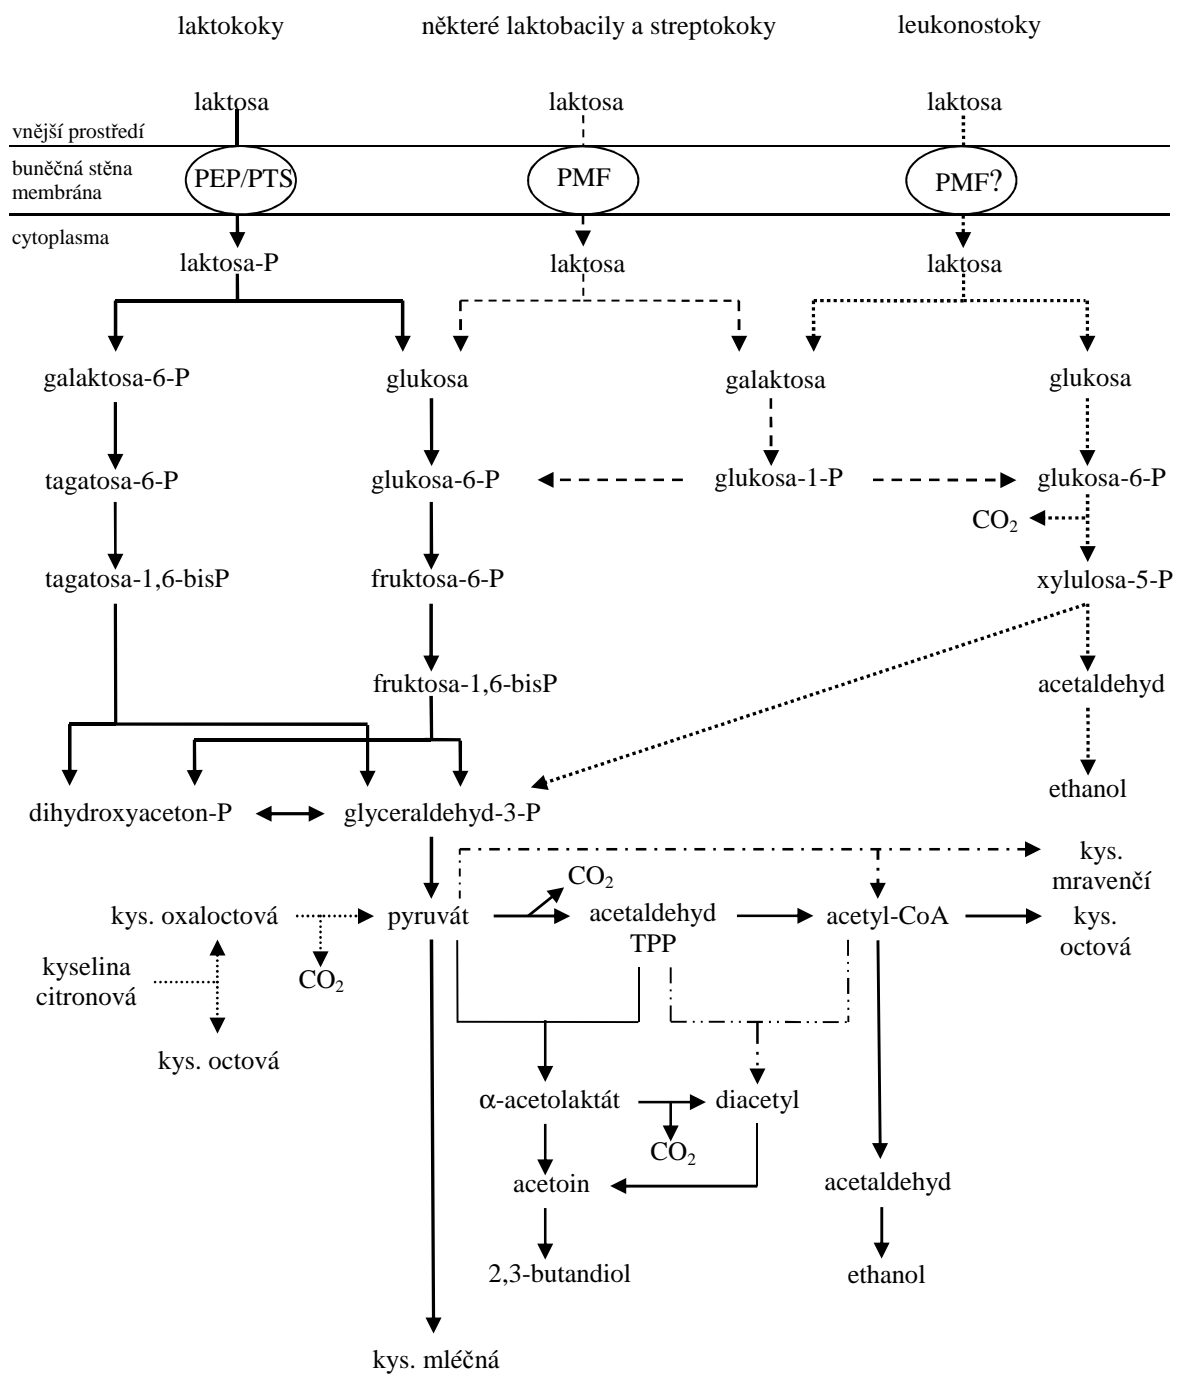 laktokoky
některé laktobacily a streptokoky
leukonostoky
laktosa
laktosa
laktosa
vnější prostředí
buněčná stěna
membrána
PEP/PTS
PMF
PMF?
cytoplasma
laktosa-P
laktosa
laktosa
galaktosa-6-P
glukosa
galaktosa
glukosa
tagatosa-6-P
glukosa-6-P
glukosa-1-P
glukosa-6-P
CO2
tagatosa-1,6-bisP
fruktosa-6-P
xylulosa-5-P
fruktosa-1,6-bisP
acetaldehyd
ethanol
dihydroxyaceton-P
glyceraldehyd-3-P
kys.
mravenčí
CO2
kys. oxaloctová
pyruvát
acetaldehyd
TPP
acetyl-CoA
kys.
octová
kyselina
citronová
CO2
kys. octová
α-acetolaktát
diacetyl
CO2
acetoin
acetaldehyd
2,3-butandiol
ethanol
kys. mléčná